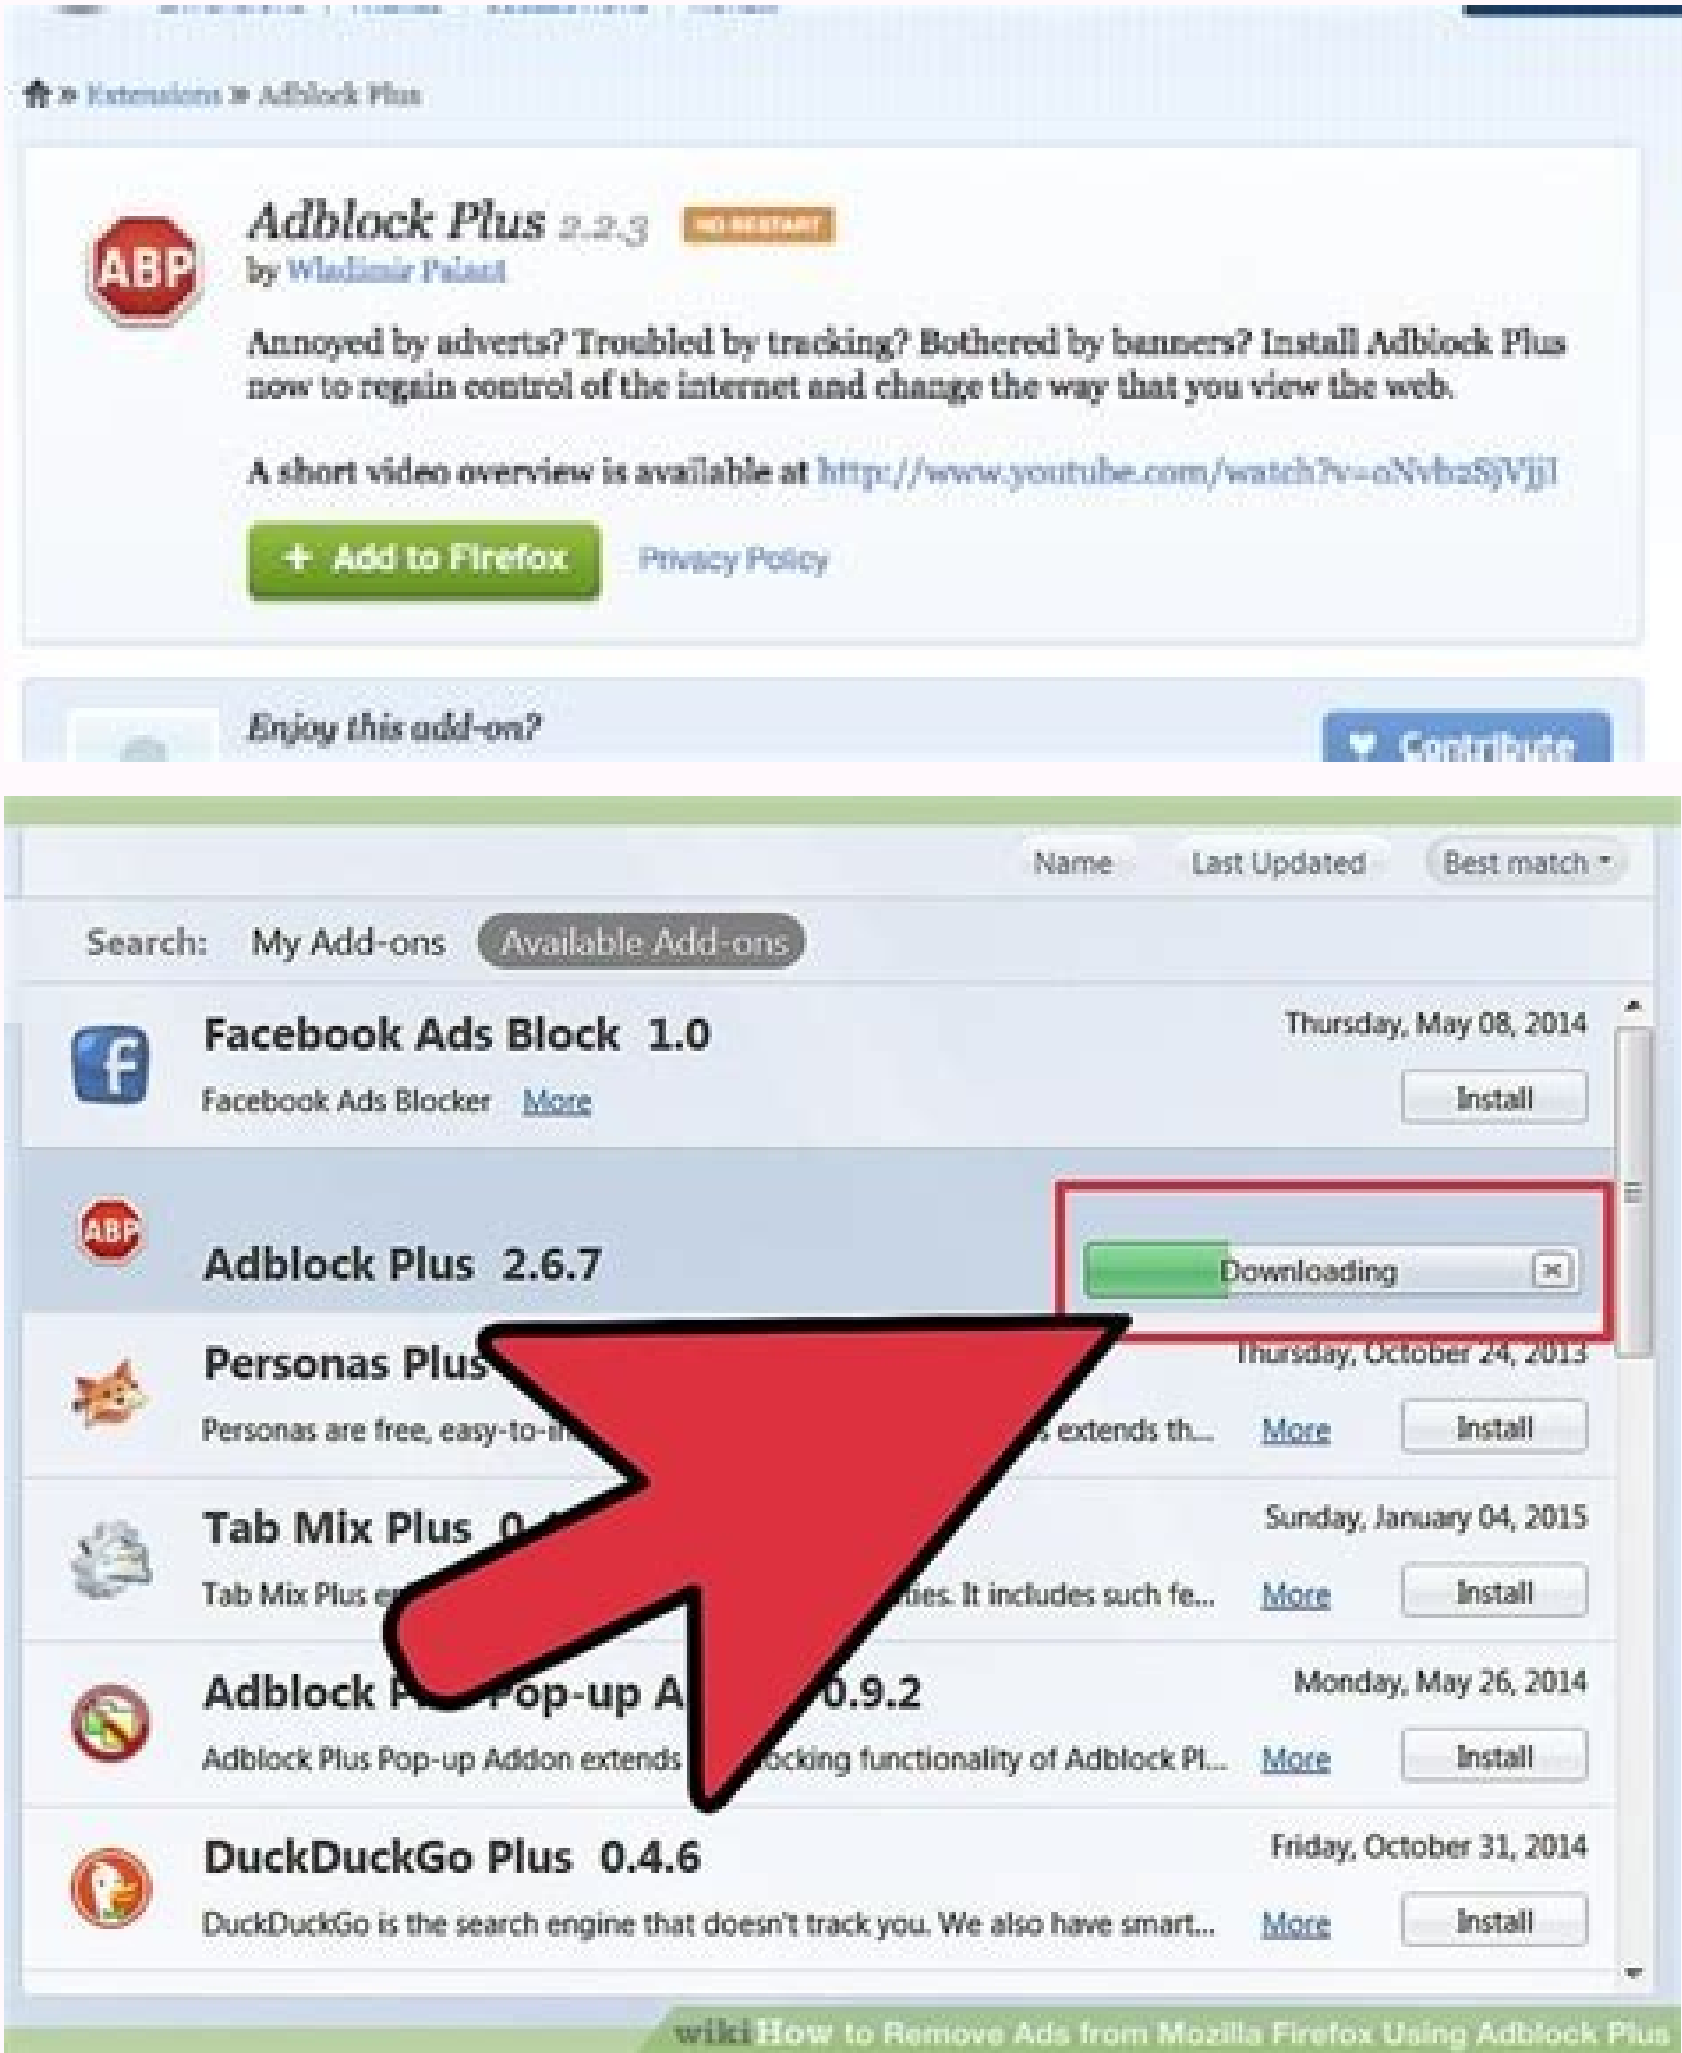 Extensions » Adblock Plus
ABP
Adblock Plus 2.2.3 NO RESTART
by Wladimir Palant
Annoyed by adverts? Troubled by tracking? Bothered by banners? Install Adblock Plus
now to regain control of the internet and change the way that you view the web.
A short video overview is available at http://www.youtube.com/watch?v=oNvb2SjVjjI
+ Add to Firefox Privacy Policy
Enjoy this add-on?
Contribute
Name Last Updated Best match
Search: My Add-ons Available Add-ons
Facebook Ads Block 1.0 Thursday, May 08, 2014
Facebook Ads Blocker More Install
ABP
Adblock Plus 2.6.7 Downloading
Personas Plus Thursday, October 24, 2013
Personas are free, easy-to- extends th... More Install
Tab Mix Plus 0. Sunday, January 04, 2015
Tab Mix Plus It includes such fe... More Install
Adblock Pop-up 0.9.2 Monday, May 26, 2014
Adblock Plus Pop-up Addon extends functionality of Adblock Pl... More Install
DuckDuckGo Plus 0.4.6 Friday, October 31, 2014
DuckDuckGo is the search engine that doesn't track you. We also have smart... More Install
wikiHow to Remove Ads from Mozilla Firefox Using Adblock Plus